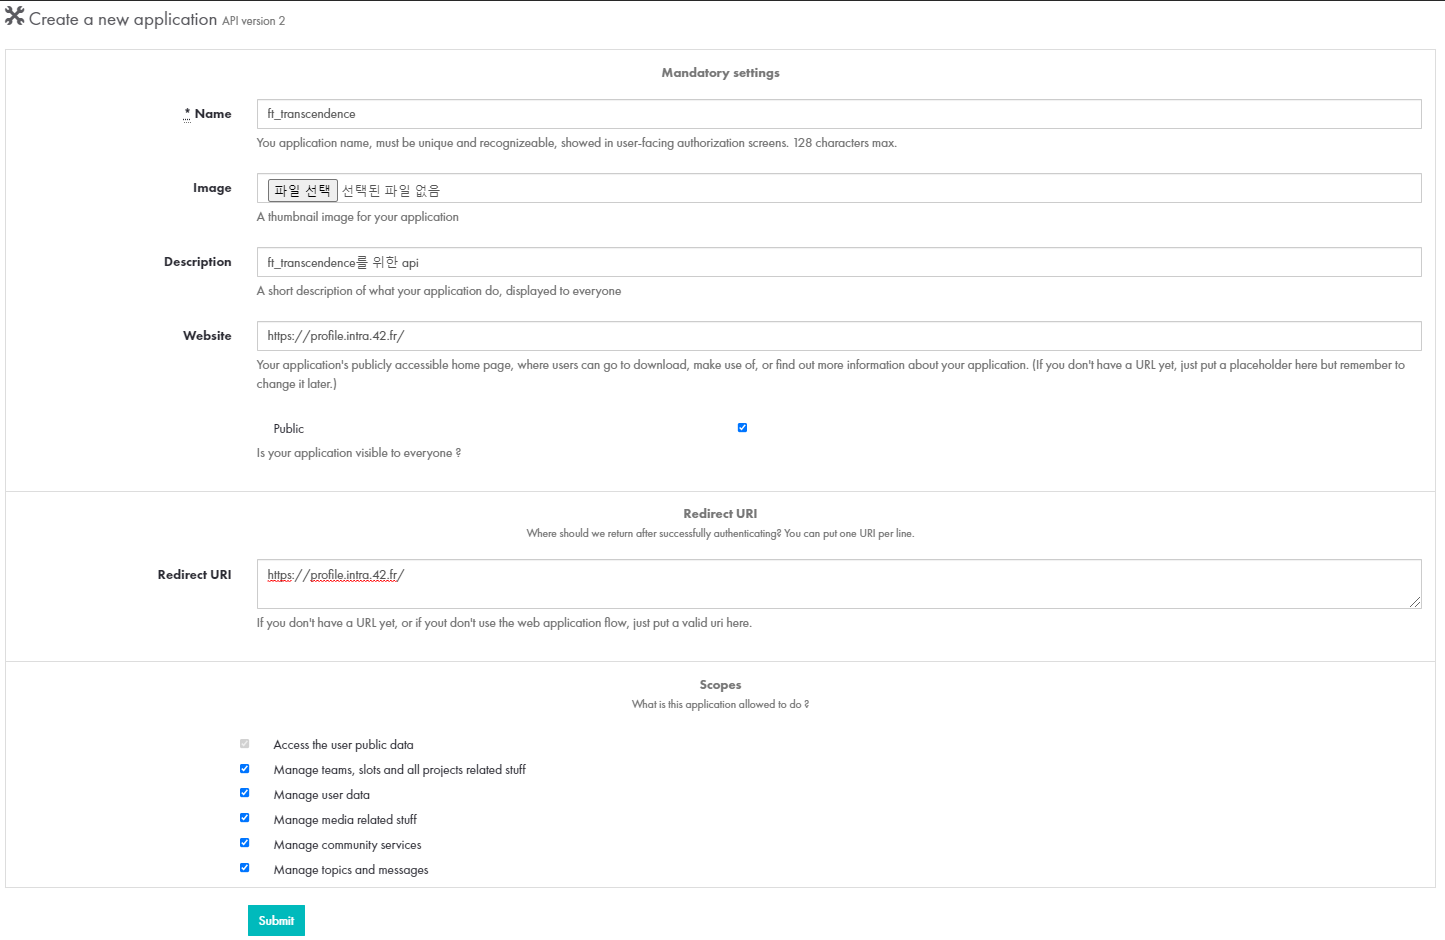 Create a new application API version 2
Mandatory settings
* Name
ft_transcendence
You application name, must be unique and recognizeable, showed in user-facing authorization screens. 128 characters max.
Image
파일 선택 선택된 파일 없음
A thumbnail image for your application
Description
ft_transcendence를 위한 api
A short description of what your application do, displayed to everyone
Website
https://profile.intra.42.fr/
Your application's publicly accessible home page, where users can go to download, make use of, or find out more information about your application. (If you don't have a URL yet, just put a placeholder here but remember to
change it later.)
Public
Is your application visible to everyone ?
Redirect URI
Where should we return after successfully authenticating? You can put one URI per line.
Redirect URI
https://profile.intra.42.fr/
If you don't have a URL yet, or if yout don't use the web application flow, just put a valid uri here.
Scopes
What is this application allowed to do ?
Access the user public data
Manage teams, slots and all projects related stuff
Manage user data
Manage media related stuff
Manage community services
Manage topics and messages
Submit